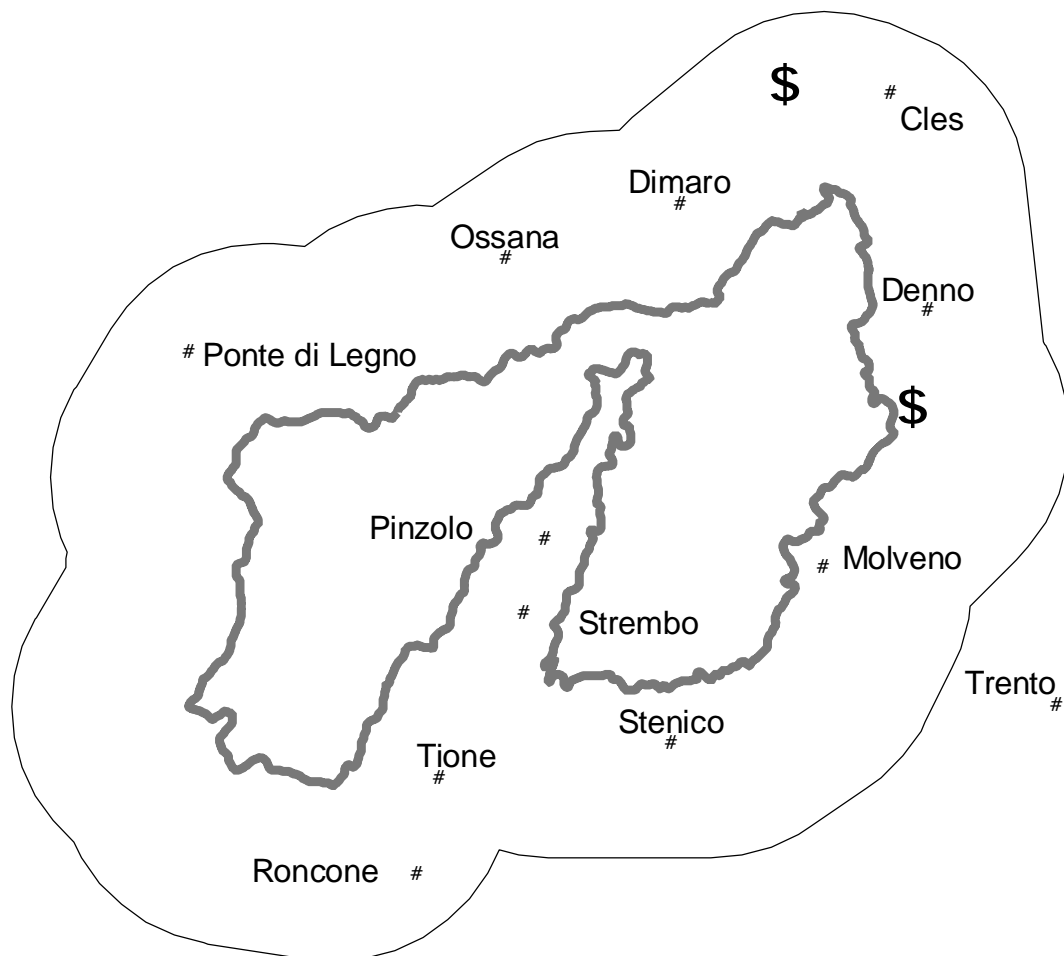 $
#
Cles
Dimaro
#
Ossana
#
Denno
#
# Ponte di Legno
$
Pinzolo
#
# Molveno
#
Strembo
Trento
#
Stenico
#
Tione
#
Roncone #